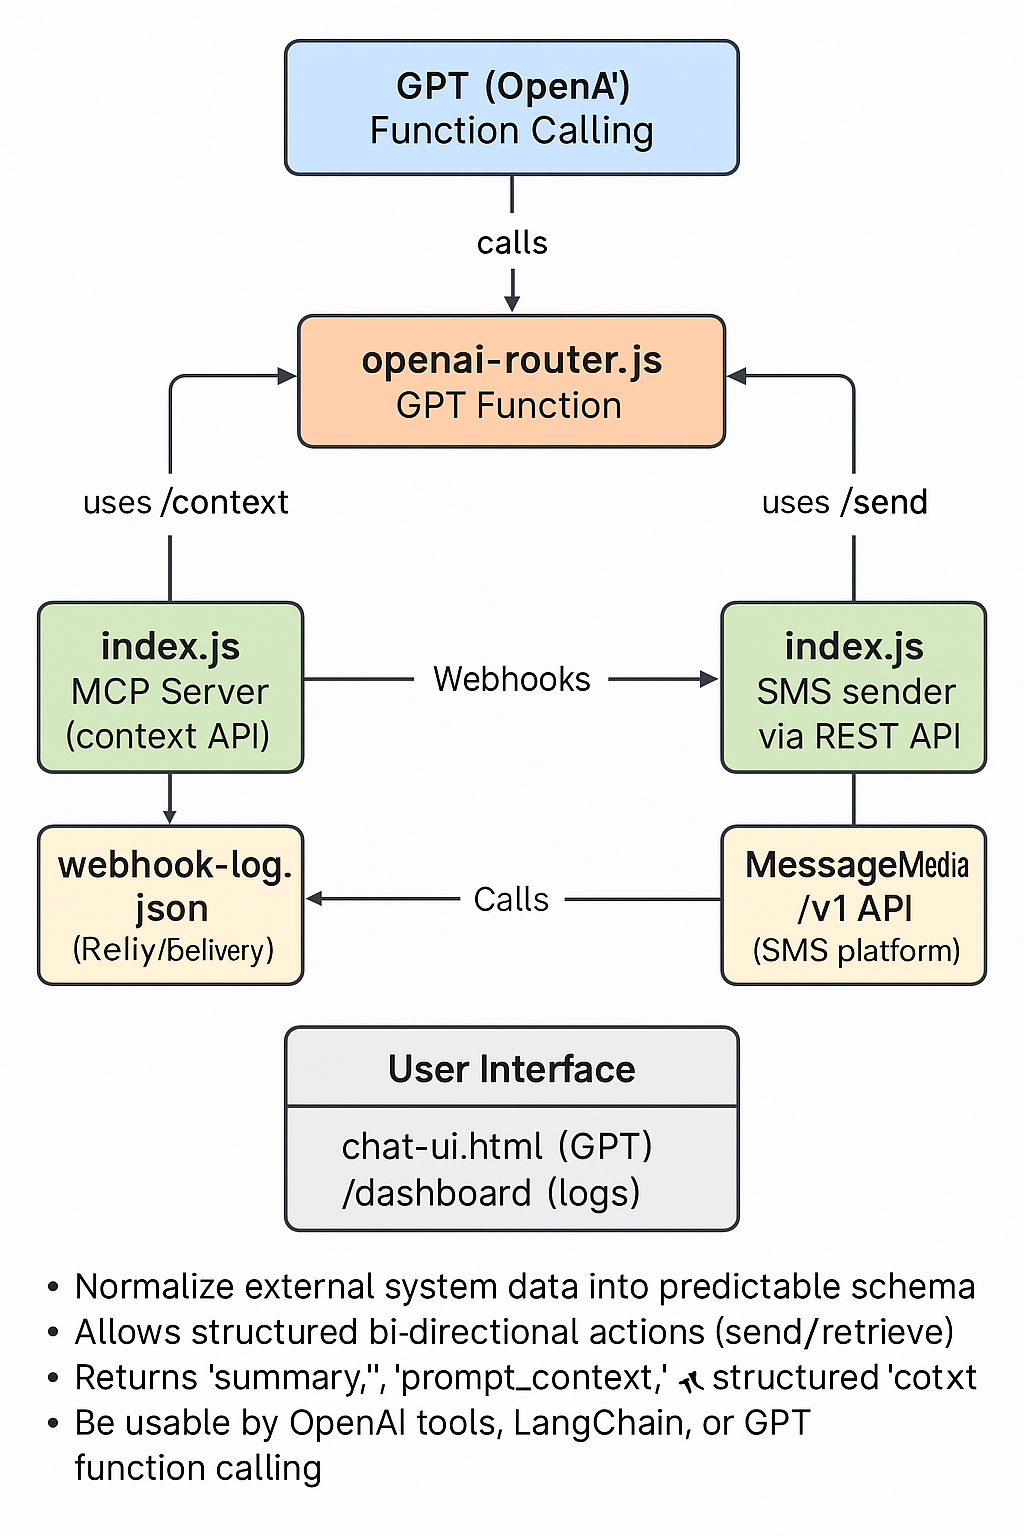 GPT (OpenA')
Function Calling
calls
openai-router.js
GPT Function
uses /context
uses /send
index.js
MCP Server
(context API)
Webhooks
index.js
SMS sender
via REST API
webhook-log.
json
(Reliy/Belivery)
Calls
MessageMedia
/v1 API
(SMS platform)
User Interface
chat-ui.html (GPT)
/dashboard (logs)
• Normalize external system data into predictable schema
• Allows structured bi-directional actions (send/retrieve)
• Returns 'summary,'', 'prompt_context,' structured 'cotxt
• Be usable by OpenAI tools, LangChain, or GPT
function calling